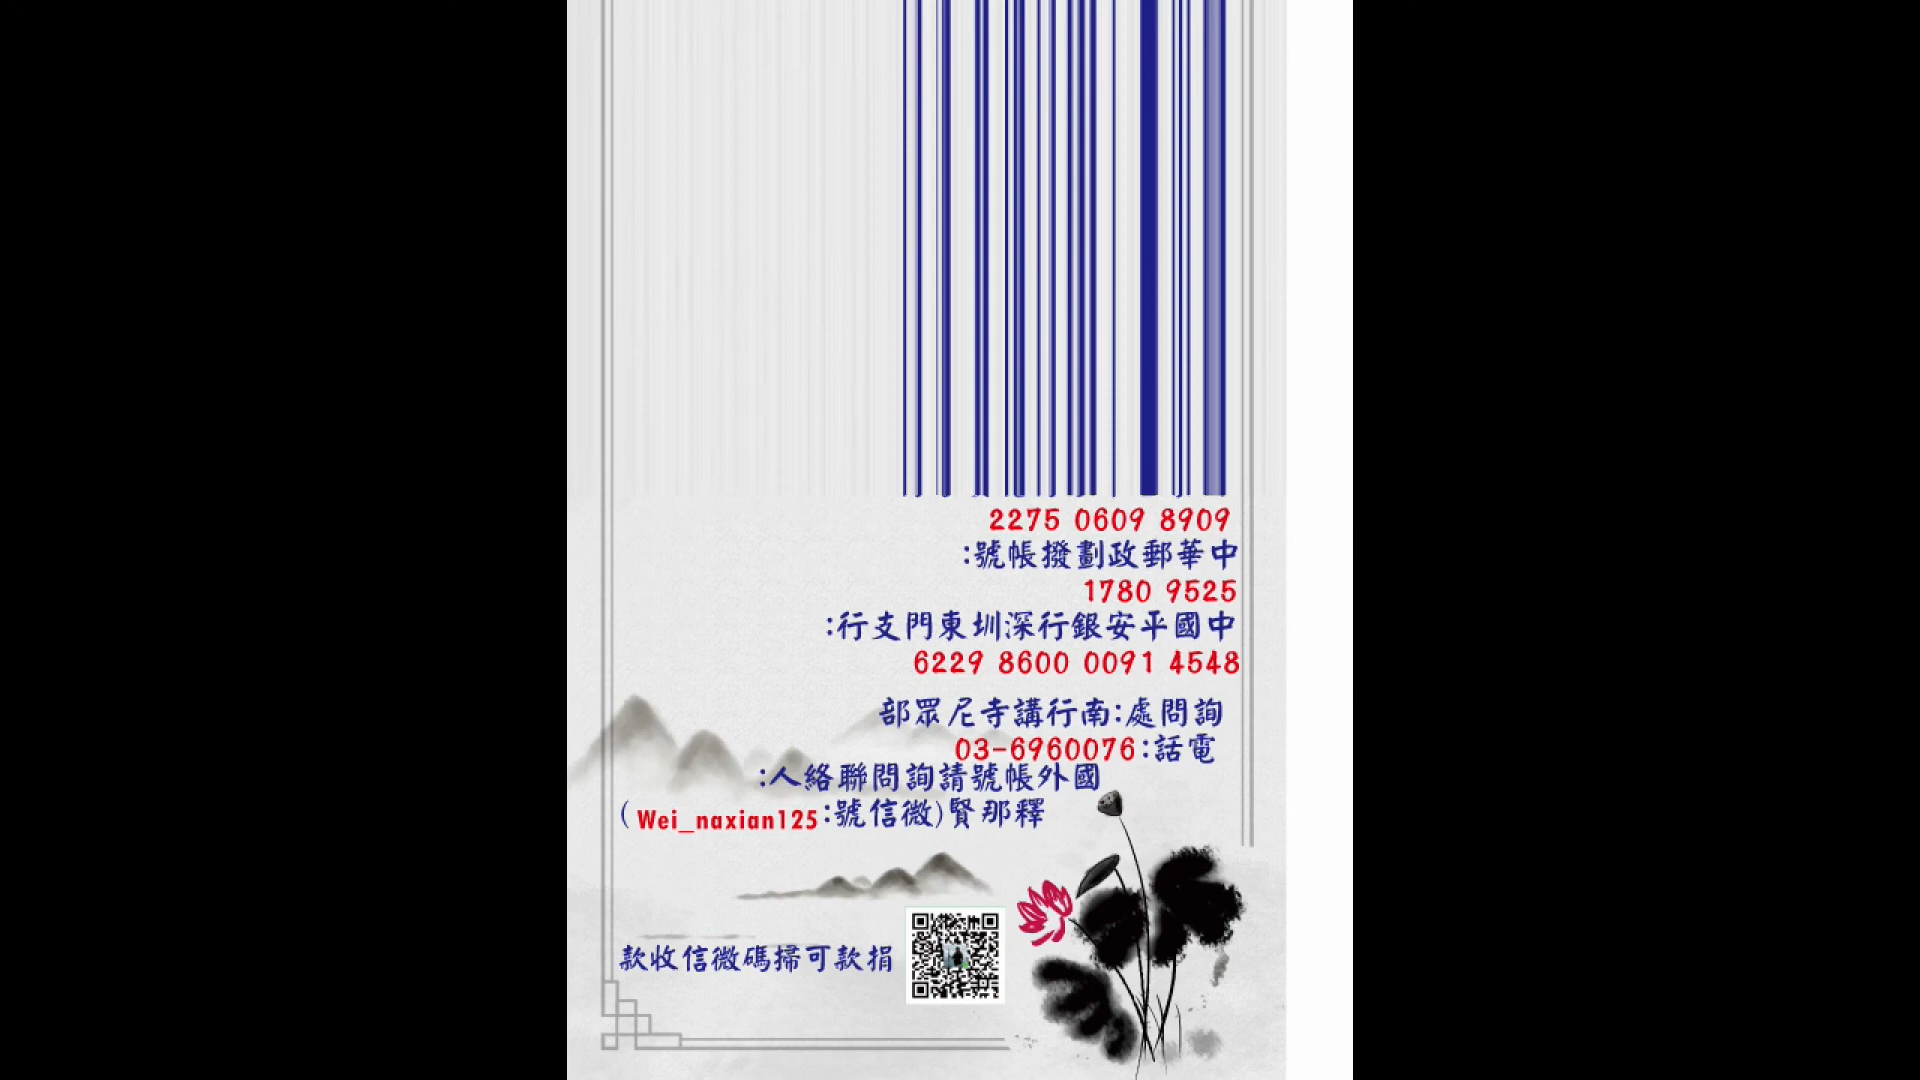 2275 0609 8909
中華郵政劃撥帳號:
1780 9525
中國平安銀行深圳東門支行:
6229 8600 0091 4548
詢問處:南行講寺尼眾部
電話:03-6960076
國外帳號請詢問聯絡人:
釋那賢(微信號:Wei_naxian125)
捐款可掃碼微信收款